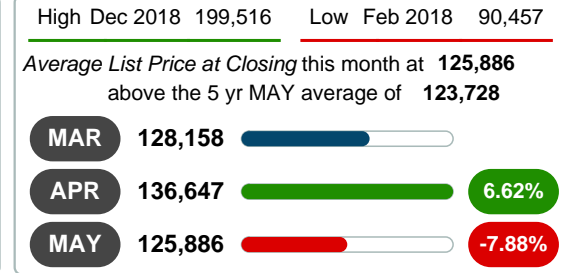 High Dec 2018 199,516 Low Feb 2018 90,457
Average List Price at Closing this month at 125,886
above the 5 yr MAY average of 123,728
MAR 128,158
APR 136,647 6.62%
MAY 125,886 -7.88%